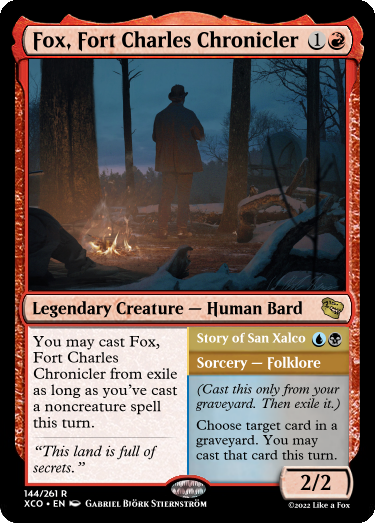 Fox, Fort Charles Chronicler 1
Legendary Creature — Human Bard
You may cast Fox,
Fort Charles
Chronicler from exile
as long as you've cast
a noncreature spell
this turn.
"This land is full of
secrets."
Story of San Xalco
Sorcery — Folklore
(Cast this only from your
graveyard. Then exile it.)
Choose target card in a
graveyard. You may
cast that card this turn.
2/2
144/261 R
XCO • EN Gabriel Björk Stiernström
©2022 Like a Fox